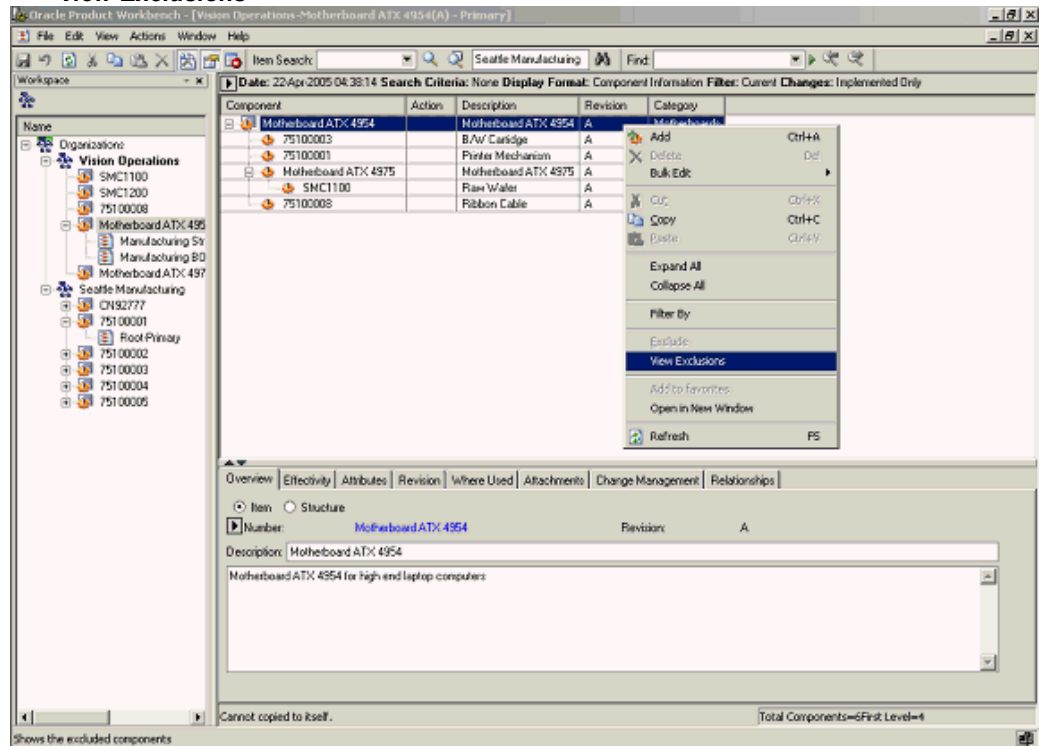 View Exclusions
Oracle Product Workbench - [Vision Operations-Motherboard ATX 4954(A) - Primary]
File Edit View Actions Window Help
Item Search: Seattle Manufacturing Find:
Workspace
Date: 22-Apr-2005 04:38:14 Search Criteria: None Display Format: Component Information Filter: Current Changes: Implemented Only
Name
Organizations
Vision Operations
SMC1100
SMC1200
75100008
Motherboard ATX 495
Manufacturing Str
Manufacturing BO
Motherboard ATX 497
Seattle Manufacturing
CN92777
75100001
Root-Primary
75100002
75100003
75100004
75100005
Component Action Description Revision Category
Motherboard ATX 4954 Motherboard ATX 4954 A Motherboards
75100003 B/W Cartidge A
75100001 Printer Mechanism A
Motherboard ATX 4975 Motherboard ATX 4975 A
SMC1100 Raw Wafer A
75100008 Ribbon Cable A
Add Ctrl+A
Delete Del
Bulk Edit
Cut Ctrl+X
Copy Ctrl+C
Paste Ctrl+V
Expand All
Collapse All
Filter By
Exclude
View Exclusions
Add to favorites
Open in New Window
Refresh F5
Overview Effectivity Attributes Revision Where Used Attachments Change Management Relationships
Item Structure
Number: Motherboard ATX 4954 Revision: A
Description: Motherboard ATX 4954
Motherboard ATX 4954 for high end laptop computers
Cannot copied to itself. Total Components=6First Level=4
Shows the excluded components